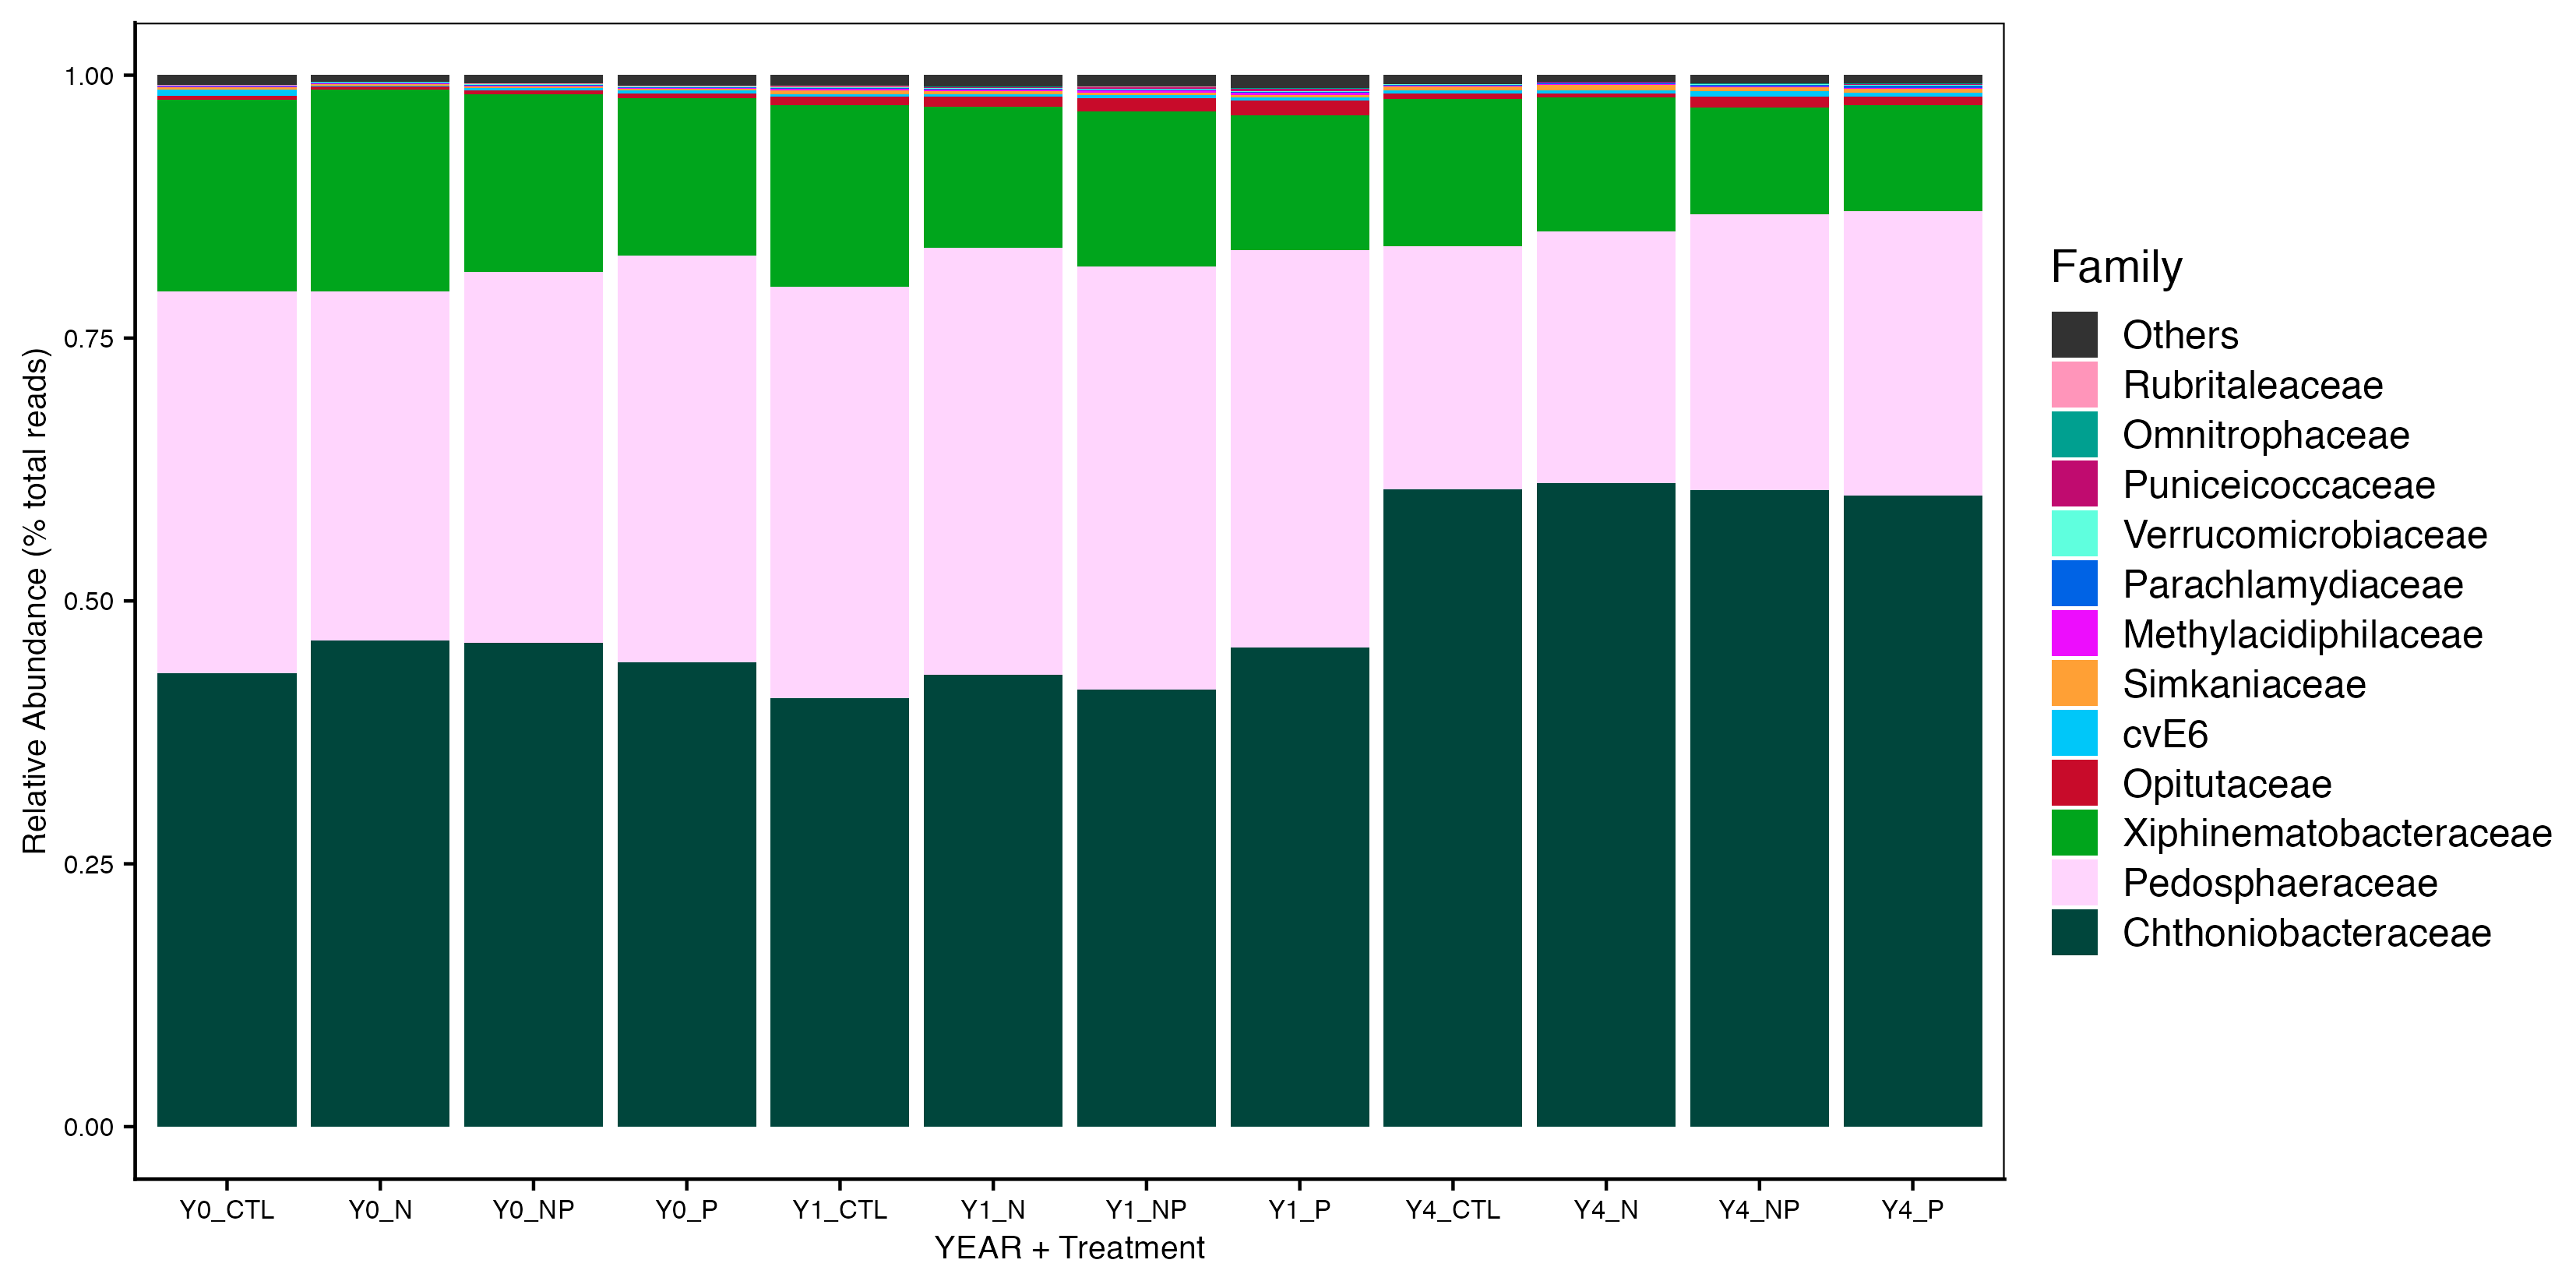 Relative Abundance (% total reads)
1.00
0.75
0.50
0.25
0.00
Y0_CTL
Y0_N
Y0_NP
Y0_P
Y1_CTL
Y1_N
Y1_NP
Y1_P
Y4_CTL
Y4_N
Y4_NP
Y4_P
YEAR + Treatment
Family
Others
Rubritaleaceae
Omnitrophaceae
Puniceicoccaceae
Verrucomicrobiaceae
Parachlamydiaceae
Methylacidiphilaceae
Simkaniaceae
cvE6
Opitutaceae
Xiphinematobacteraceae
Pedosphaeraceae
Chthoniobacteraceae